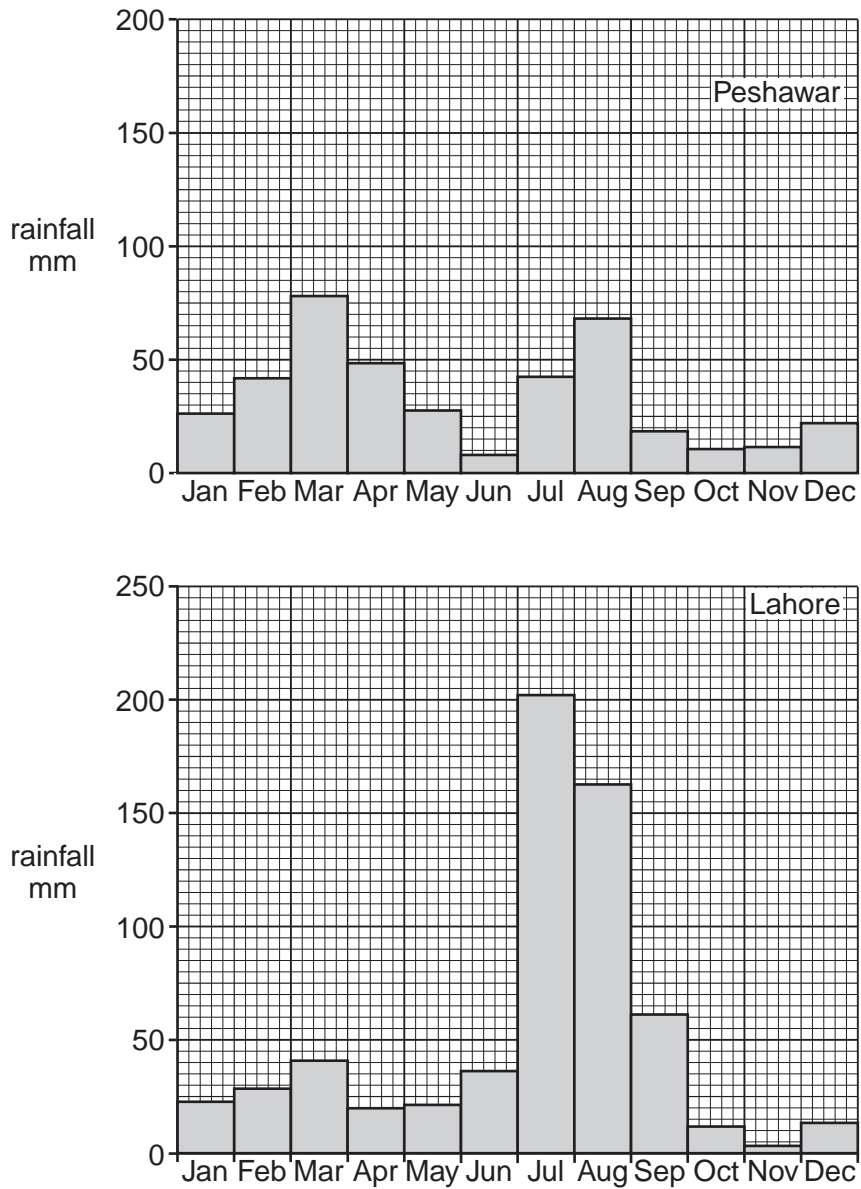 200
Peshawar
150
rainfall
mm
100
50
0
Jan Feb Mar Apr May Jun Jul Aug Sep Oct Nov Dec
250
Lahore
200
150
rainfall
mm
100
50
0
Jan Feb Mar Apr May Jun Jul Aug Sep Oct Nov Dec